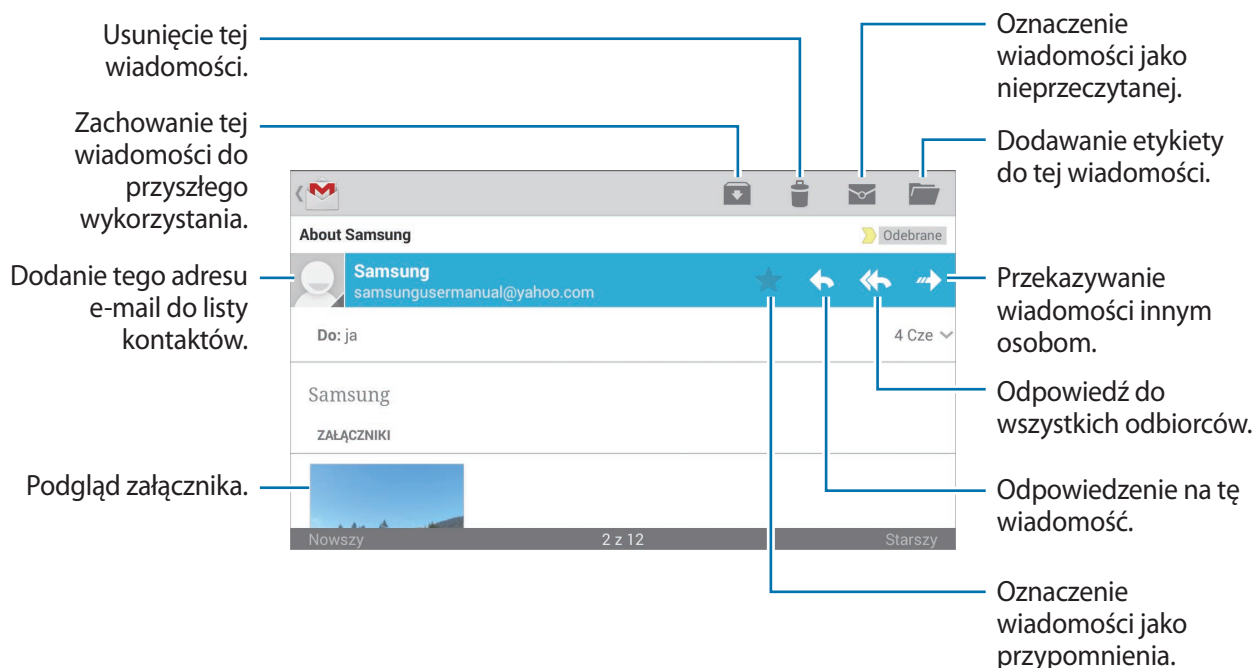 Usunięcie tej
wiadomości.
Zachowanie tej
wiadomości do
przyszłego
wykorzystania.
Dodanie tego adresu
e-mail do listy
kontaktów.
Podgląd załącznika.
About Samsung
Odebrane
Samsung
samsungusermanual@yahoo.com
Do: ja
4 Cze
Samsung
ZAŁĄCZNIKI
Nowszy
2 z 12
Starszy
Oznaczenie
wiadomości jako
nieprzeczytanej.
Dodawanie etykiety
do tej wiadomości.
Przekazywanie
wiadomości innym
osobom.
Odpowiedź do
wszystkich odbiorców.
Odpowiedzenie na tę
wiadomość.
Oznaczenie
wiadomości jako
przypomnienia.